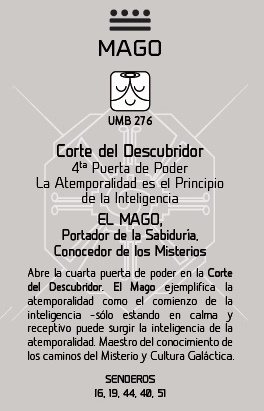 MAGO
UMB 276
Corte del Descubridor
4ta Puerta de Poder
La Atemporalidad es el Principio
de la Inteligencia
EL MAGO,
Portador de la Sabiduría,
Conocedor de los Misterios
Abre la cuarta puerta de poder en la Corte
del Descubridor. El Mago ejemplifica la
atemporalidad como el comienzo de la
inteligencia -sólo estando en calma y
receptivo puede surgir la inteligencia de la
atemporalidad. Maestro del conocimiento de
los caminos del Misterio y Cultura Galáctica.
SENDEROS
16, 19, 44, 40, 51